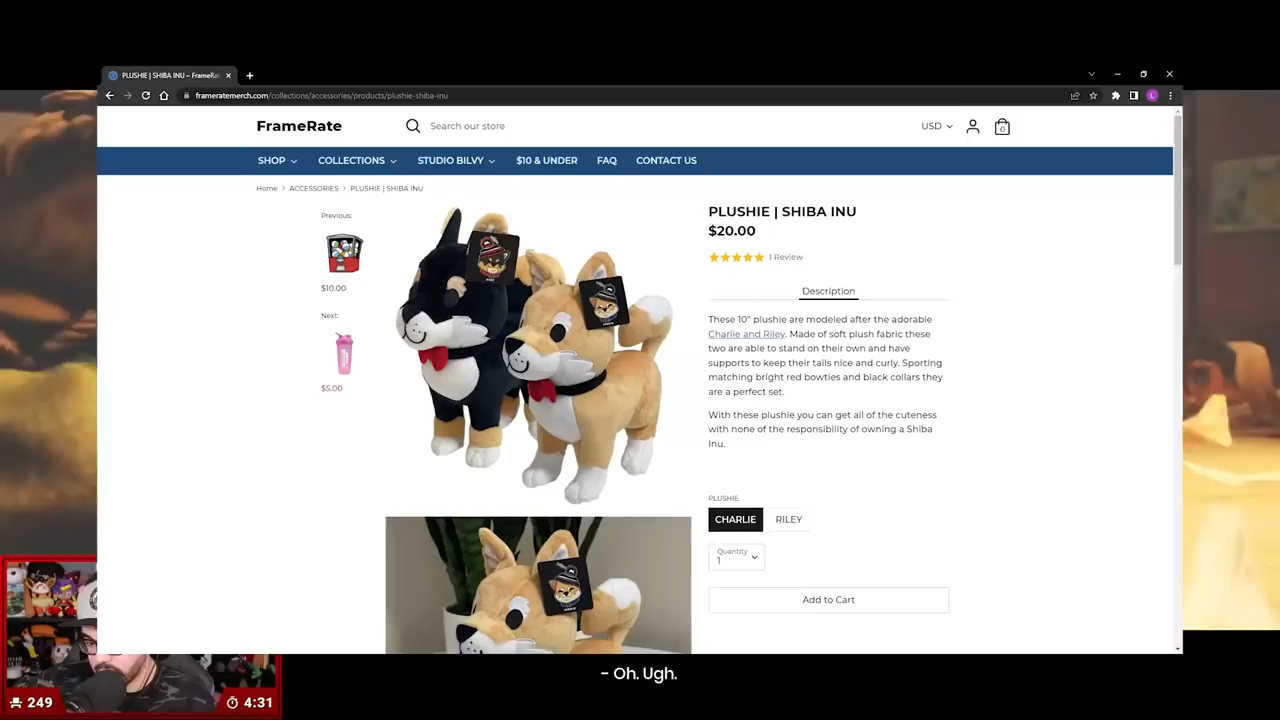 PLUSHIE | SHIBA INU – FrameRa
frameratemerch.com/collections/accessories/products/plushie-shiba-inu
L
FrameRate
Search our store
USD
0
SHOP
COLLECTIONS
STUDIO BILVY
$10 & UNDER
FAQ
CONTACT US
Home > ACCESSORIES > PLUSHIE | SHIBA INU
Previous:
$10.00
Next:
$5.00
PLUSHIE | SHIBA INU
$20.00
1 Review
Description
These 10" plushie are modeled after the adorable
Charlie and Riley. Made of soft plush fabric these
two are able to stand on their own and have
supports to keep their tails nice and curly. Sporting
matching bright red bowties and black collars they
are a perfect set.
With these plushie you can get all of the cuteness
with none of the responsibility of owning a Shiba
Inu.
PLUSHIE
CHARLIE
RILEY
Quantity
1
Add to Cart
- Oh. Ugh.
249
4:31